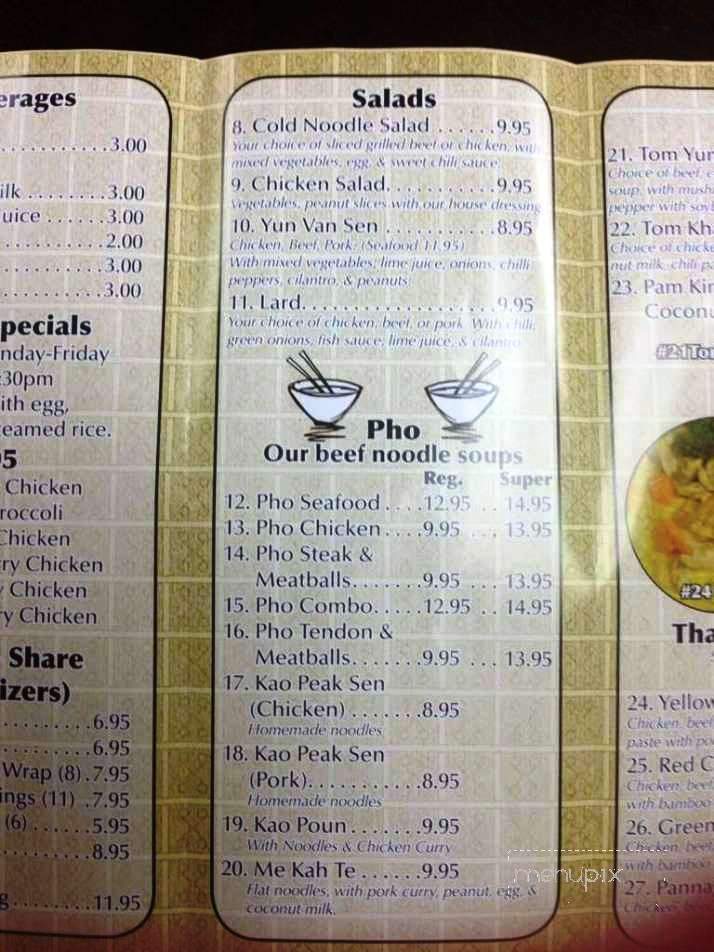 erages
3.00
ilk ......... 3.00
uice ...... 3.00
2.00
3.00
3.00
pecials
nday-Friday
:30pm
ith egg,
eamed rice.
5
Chicken
roccoli
Chicken
ry Chicken
y Chicken
ry Chicken
Share
izers)
6.95
6.95
Wrap (8) .7.95
ings (11) .7.95
(6) ...... 5.95
8.95
g.......... 11.95
Salads
8. Cold Noodle Salad ...... 9.95
Your choice of sliced grilled beef or chicken, with
mixed vegetables, egg, & sweet chili sauce.
9. Chicken Salad........... 9.95
Vegetables, peanut slices with our house dressing
10. Yun Van Sen ............ 8.95
Chicken, Beef, Pork, (Seafood 11.95)
With mixed vegetables, lime juice, onions, chilli
peppers, cilantro, & peanuts
11. Lard.................... 9.95
Your choice of chicken, beef, or pork. With chili,
green onions, fish sauce, lime juice, & cilantro
Pho
Our beef noodle soups
Reg. Super
12. Pho Seafood ....12.95 .. 14.95
13. Pho Chicken....9.95 ... 13.95
14. Pho Steak &
Meatballs.......9.95 ... 13.95
15. Pho Combo.....12.95 .. 14.95
16. Pho Tendon &
Meatballs.......9.95 ... 13.95
17. Kao Peak Sen
(Chicken) .......8.95
Homemade noodles
18. Kao Peak Sen
(Pork)...........8.95
Homemade noodles
19. Kao Poun.......9.95
With Noodles & Chicken Curry
20. Me Kah Te ......9.95
Flat noodles, with pork curry, peanut, egg, &
coconut milk.
21. Tom Yu
Choice of beef,
soup, with mush
pepper with soy
22. Tom Kh
Choice of chick
nut milk, chili pa
23. Pam Ki
Coconu
#21To
#24
Tha
24. Yellow
Chicken, beef
paste with po
25. Red C
Chicken, beef
with bamboo
26. Green
Chicken, beef
with bamboo
27. Panna
Chicken, be
menupix